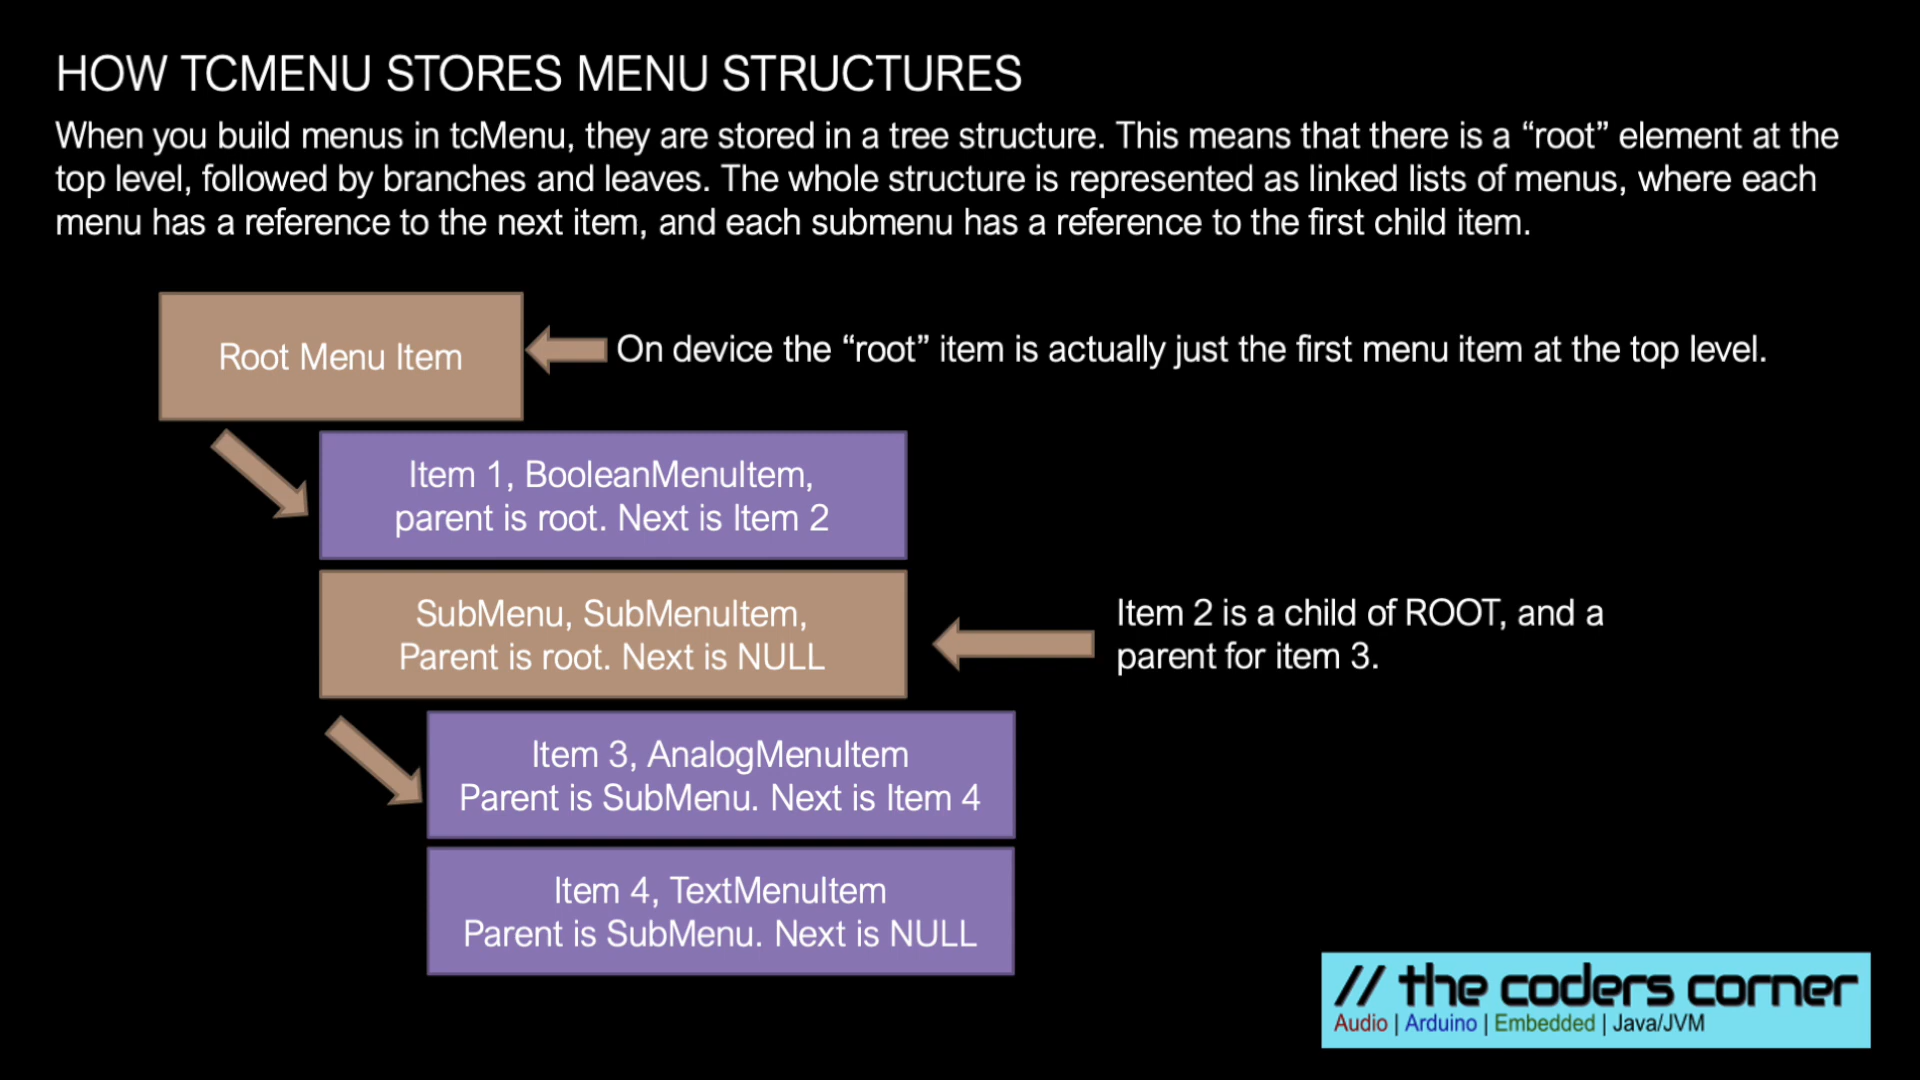 HOW TCMENU STORES MENU STRUCTURES
When you build menus in tcMenu, they are stored in a tree structure. This means that there is a “root” element at the
top level, followed by branches and leaves. The whole structure is represented as linked lists of menus, where each
menu has a reference to the next item, and each submenu has a reference to the first child item.
Root Menu Item
On device the “root” item is actually just the first menu item at the top level.
Item 1, BooleanMenuItem,
parent is root. Next is Item 2
SubMenu, SubMenuItem,
Parent is root. Next is NULL
Item 2 is a child of ROOT, and a
parent for item 3.
Item 3, AnalogMenuItem
Parent is SubMenu. Next is Item 4
Item 4, TextMenuItem
Parent is SubMenu. Next is NULL
// the coders corner
Audio | Arduino | Embedded | Java/JVM